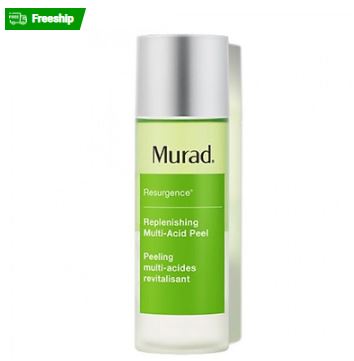 Freeship
Murad.
Resurgence®
Replenishing
Multi-Acid Peel
Peeling
multi-acides
revitalisant